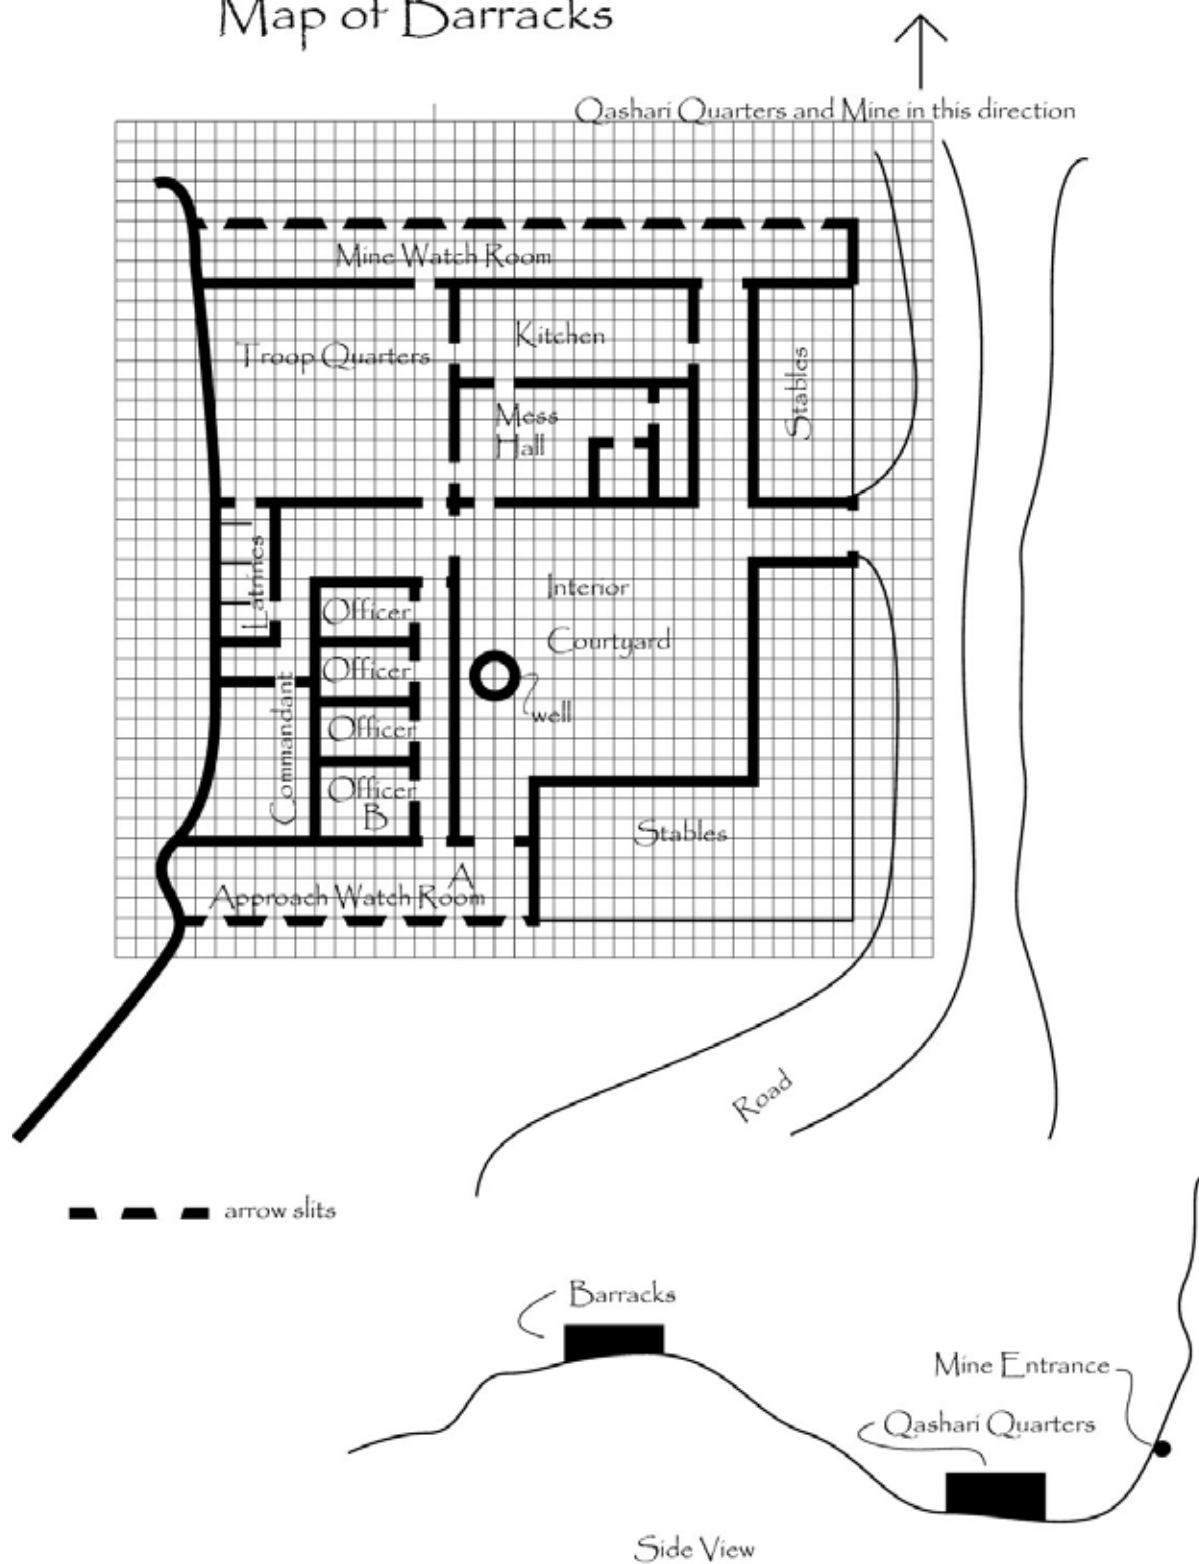 Map of Barracks
Qashari Quarters and Mine in this direction
Mine Watch Room
Troop Quarters
Kitchen
Stables
Mess
Hall
Latrines
Officer
Interior
Courtyard
Officer
Commandant
well
Officer
Officer
B
Stables
A
Approach Watch Room
Road
arrow slits
Barracks
Mine Entrance
Qashari Quarters
Side View